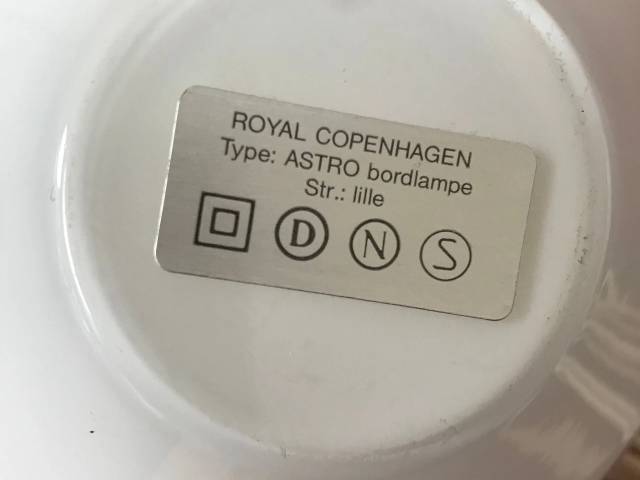 ROYAL COPENHAGEN
Type: ASTRO bordlampe
Str.: lille
D N S